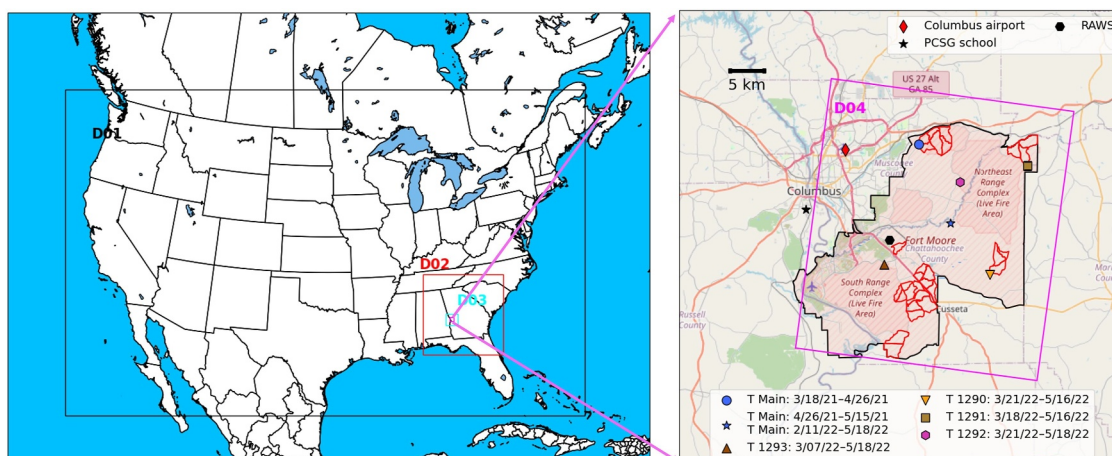 D01
D02
D03
Columbus airport
RAWS
PCSG school
5 km
US 27 Alt
GA 85
D04
Muscogee
County
Columbus
Northeast
Range
Complex
(Live Fire
Area)
Fort Moore
Chattahoochee
County
South Range
Complex
(Live Fire
Area)
Russell
County
Cusseta
Mar
T Main: 3/18/21–4/26/21
T Main: 4/26/21–5/15/21
T Main: 2/11/22–5/18/22
T 1293: 3/07/22–5/18/22
T 1290: 3/21/22–5/16/22
T 1291: 3/18/22–5/16/22
T 1292: 3/21/22–5/18/22